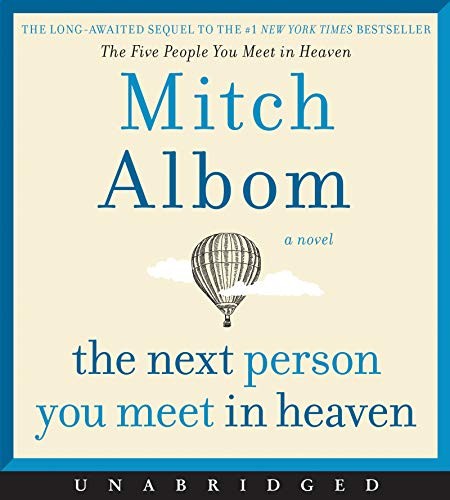 THE LONG-AWAITED SEQUEL TO THE #1 NEW YORK TIMES BESTSELLER
The Five People You Meet in Heaven
Mitch
Albom
a novel
the next person
you meet in heaven
UNABRIDGED